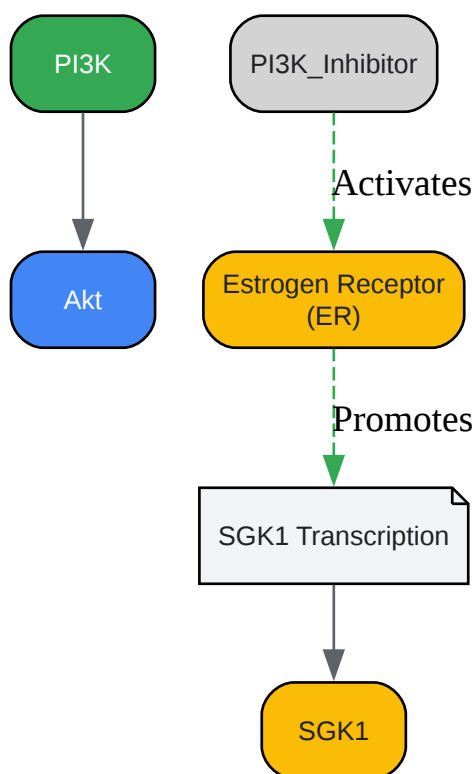 PI3K
PI3K_Inhibitor
Activates
Akt
Estrogen Receptor
(ER)
Promotes
SGK1 Transcription
SGK1